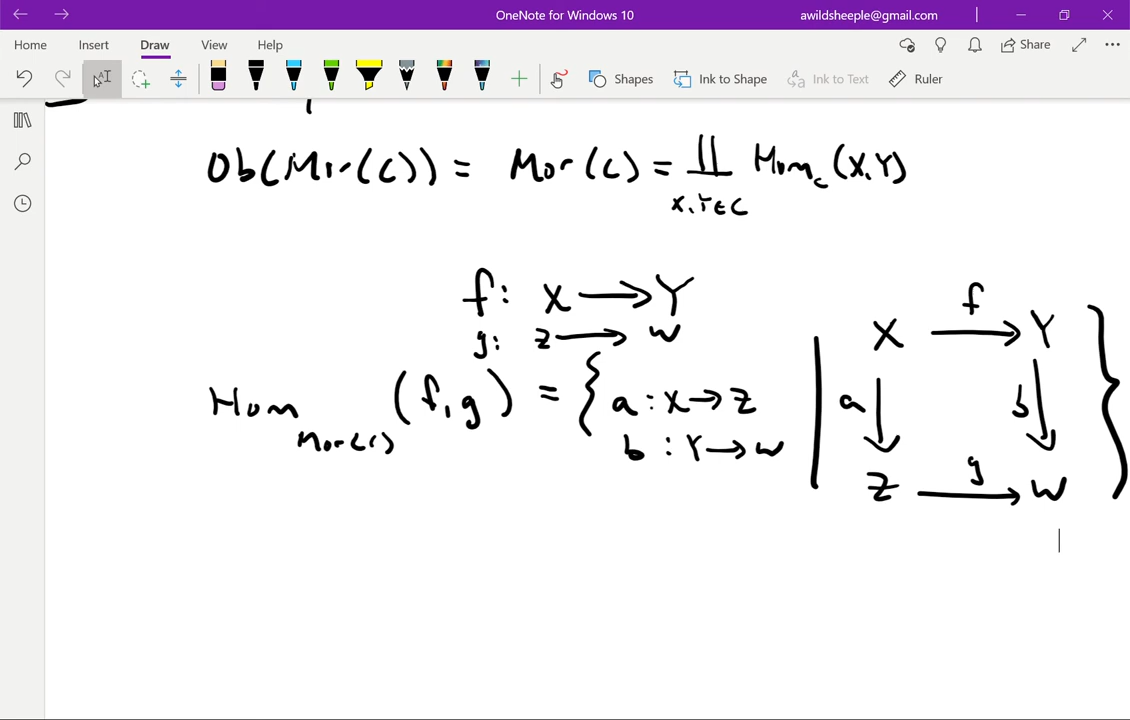 OneNote for Windows 10
awildsheeple@gmail.com
Home Insert Draw View Help
Share
Shapes Ink to Shape Ink to Text Ruler
Ob(Mor(C)) = Mor(C) = ∐ Hom_C (X,Y)
X,Y∈C
f: X → Y
g: Z → W
Hom_Mor(C) (f,g) = { a : X → Z
b : Y → W
|
X f→ Y
a↓ b↓
Z g→ W
}